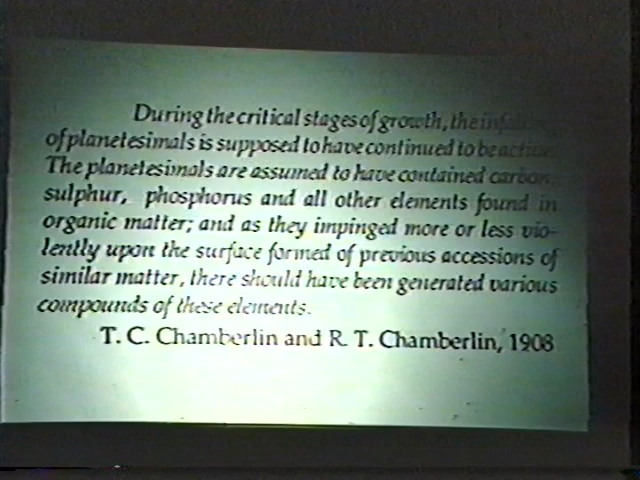 During the critical stages of growth, the
of planetesimals is supposed to have continued to be active.
The planetesimals are assumed to have contained carbon,
sulphur, phosphorus and all other elements found in
organic matter; and as they impinged more or less vio-
lently upon the surface formed of previous accessions of
similar matter, there should have been generated various
compounds of these elements.
T. C. Chamberlin and R. T. Chamberlin, 1908